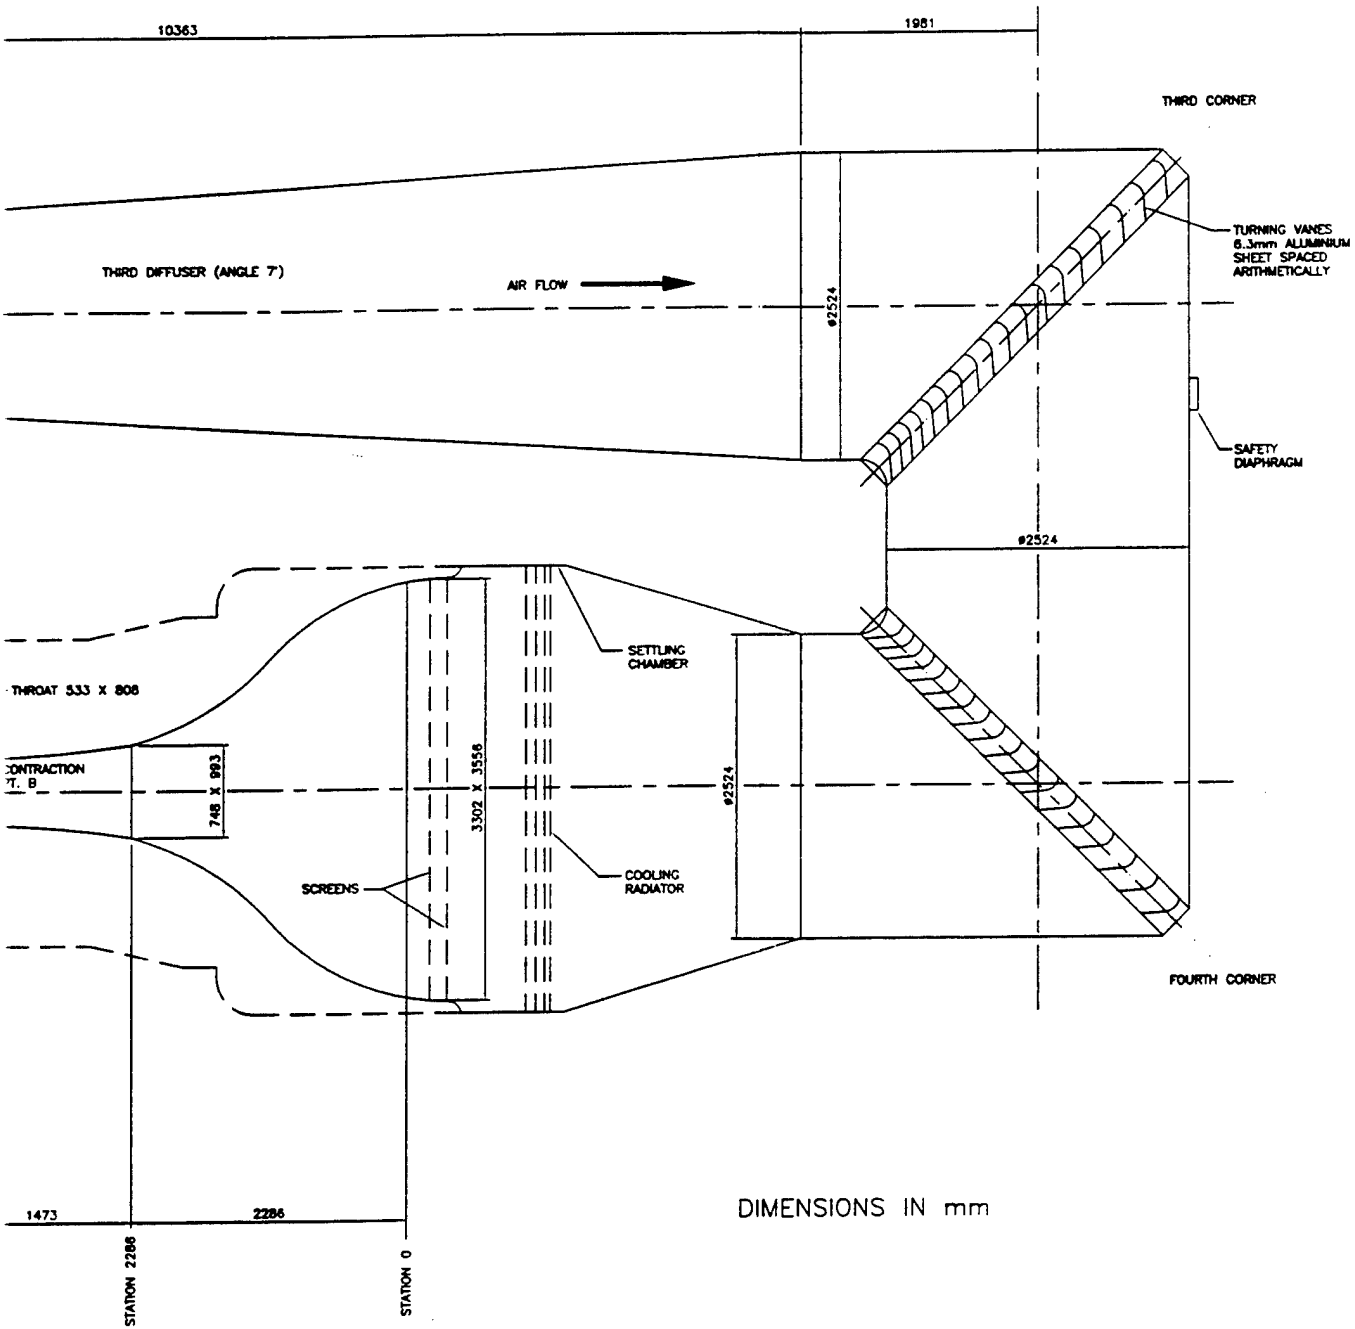 10363
1981
THIRD CORNER
TURNING VANES
6.3mm ALUMINIUM
SHEET SPACED
ARITHMETICALLY
THIRD DIFFUSER (ANGLE 7°)
AIR FLOW
ø2524
SAFETY
DIAPHRAGM
ø2524
SETTLING
CHAMBER
THROAT 533 X 808
CONTRACTION
PT. B
748 X 993
3302 X 3556
ø2524
SCREENS
COOLING
RADIATOR
FOURTH CORNER
DIMENSIONS IN mm
1473
2286
STATION 2286
STATION 0